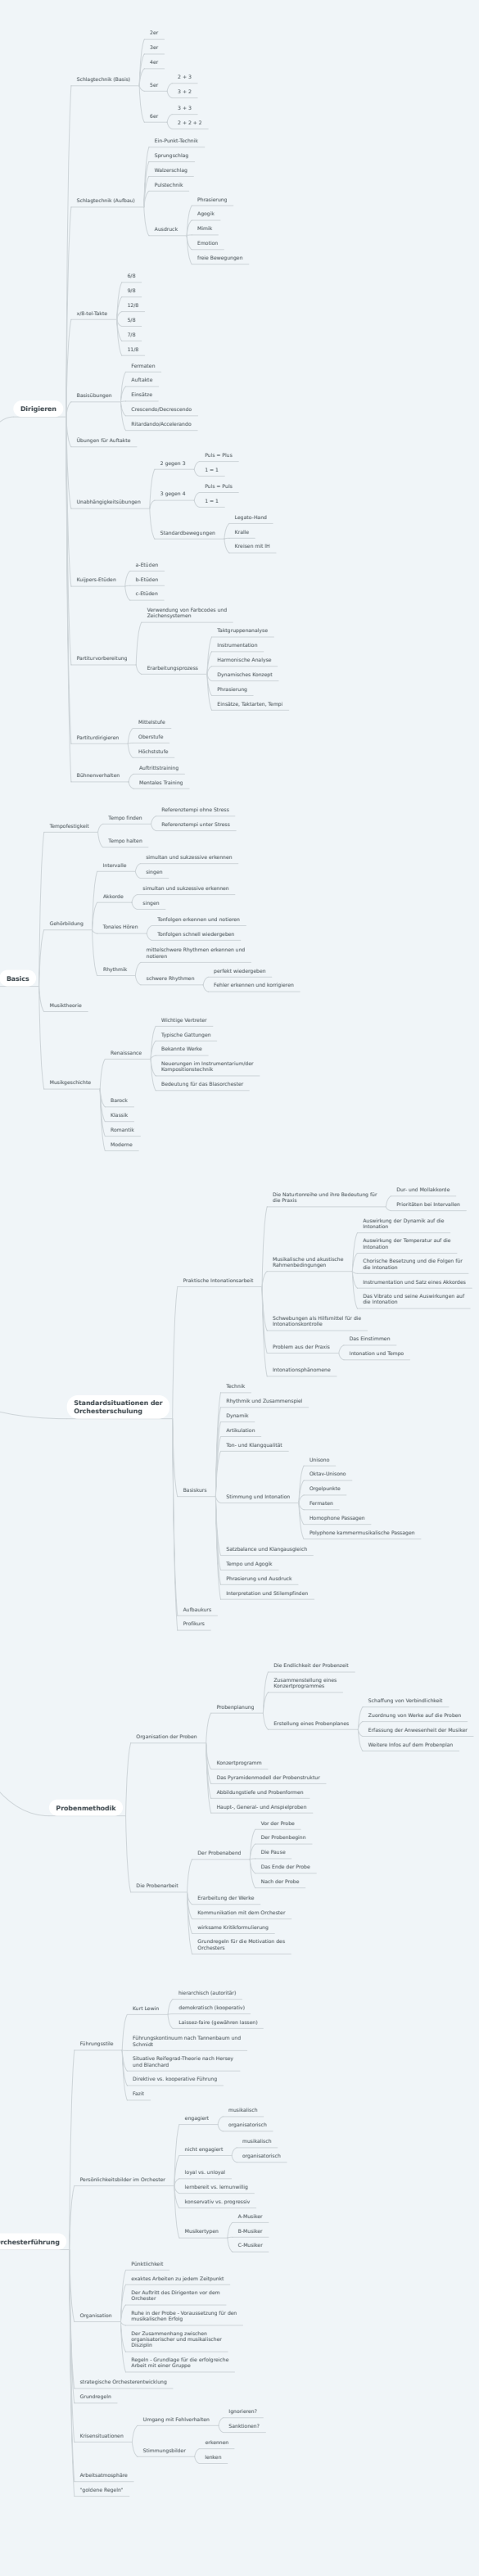 Dirigieren
Schlagtechnik (Basis)
2er
3er
4er
5er
2 + 3
3 + 2
6er
3 + 3
2 + 2 + 2
Schlagtechnik (Aufbau)
Ein-Punkt-Technik
Sprungschlag
Walzerschlag
Pulstechnik
Ausdruck
Phrasierung
Agogik
Mimik
Emotion
freie Bewegungen
x/8-tel-Takte
6/8
9/8
12/8
5/8
7/8
11/8
Basisübungen
Fermaten
Auftakte
Einsätze
Crescendo/Decrescendo
Ritardando/Accelerando
Übungen für Auftakte
Unabhängigkeitsübungen
2 gegen 3
Puls = Plus
1 = 1
3 gegen 4
Puls = Puls
1 = 1
Standardbewegungen
Legato-Hand
Kralle
Kreisen mit lH
Kuijpers-Etüden
a-Etüden
b-Etüden
c-Etüden
Partiturvorbereitung
Verwendung von Farbcodes und
Zeichensystemen
Erarbeitungsprozess
Taktgruppenanalyse
Instrumentation
Harmonische Analyse
Dynamisches Konzept
Phrasierung
Einsätze, Taktarten, Tempi
Partiturdirigieren
Mittelstufe
Oberstufe
Höchststufe
Bühnenverhalten
Auftrittstraining
Mentales Training
Basics
Tempofestigkeit
Tempo finden
Referenztempi ohne Stress
Referenztempi unter Stress
Tempo halten
Gehörbildung
Intervalle
simultan und sukzessive erkennen
singen
Akkorde
simultan und sukzessive erkennen
singen
Tonales Hören
Tonfolgen erkennen und notieren
Tonfolgen schnell wiedergeben
Rhythmik
mittelschwere Rhythmen erkennen und
notieren
schwere Rhythmen
perfekt wiedergeben
Fehler erkennen und korrigieren
Musiktheorie
Musikgeschichte
Renaissance
Wichtige Vertreter
Typische Gattungen
Bekannte Werke
Neuerungen im Instrumentarium/der
Kompositionstechnik
Bedeutung für das Blasorchester
Barock
Klassik
Romantik
Moderne
Standardsituationen der
Orchesterschulung
Praktische Intonationsarbeit
Die Naturtonreihe und ihre Bedeutung für
die Praxis
Dur- und Mollakkorde
Prioritäten bei Intervallen
Musikalische und akustische
Rahmenbedingungen
Auswirkung der Dynamik auf die
Intonation
Auswirkung der Temperatur auf die
Intonation
Chorische Besetzung und die Folgen für
die Intonation
Instrumentation und Satz eines Akkordes
Das Vibrato und seine Auswirkungen auf
die Intonation
Schwebungen als Hilfsmittel für die
Intonationskontrolle
Problem aus der Praxis
Das Einstimmen
Intonation und Tempo
Intonationsphänomene
Basiskurs
Technik
Rhythmik und Zusammenspiel
Dynamik
Artikulation
Ton- und Klangqualität
Stimmung und Intonation
Unisono
Oktav-Unisono
Orgelpunkte
Fermaten
Homophone Passagen
Polyphone kammermusikalische Passagen
Satzbalance und Klangausgleich
Tempo und Agogik
Phrasierung und Ausdruck
Interpretation und Stilempfinden
Aufbaukurs
Profikurs
Probenmethodik
Organisation der Proben
Probenplanung
Die Endlichkeit der Probenzeit
Zusammenstellung eines
Konzertprogrammes
Erstellung eines Probenplanes
Schaffung von Verbindlichkeit
Zuordnung von Werke auf die Proben
Erfassung der Anwesenheit der Musiker
Weitere Infos auf dem Probenplan
Konzertprogramm
Das Pyramidenmodell der Probenstruktur
Abbildungstiefe und Probenformen
Haupt-, General- und Anspielproben
Die Probenarbeit
Der Probenabend
Vor der Probe
Der Probenbeginn
Die Pause
Das Ende der Probe
Nach der Probe
Erarbeitung der Werke
Kommunikation mit dem Orchester
wirksame Kritikformulierung
Grundregeln für die Motivation des
Orchesters
rchesterführung
Führungsstile
Kurt Lewin
hierarchisch (autoritär)
demokratisch (kooperativ)
Laissez-faire (gewähren lassen)
Führungskontinuum nach Tannenbaum und
Schmidt
Situative Reifegrad-Theorie nach Hersey
und Blanchard
Direktive vs. kooperative Führung
Fazit
Persönlichkeitsbilder im Orchester
engagiert
musikalisch
organisatorisch
nicht engagiert
musikalisch
organisatorisch
loyal vs. unloyal
lernbereit vs. lernunwillig
konservativ vs. progressiv
Musikertypen
A-Musiker
B-Musiker
C-Musiker
Organisation
Pünktlichkeit
exaktes Arbeiten zu jedem Zeitpunkt
Der Auftritt des Dirigenten vor dem
Orchester
Ruhe in der Probe - Voraussetzung für den
musikalischen Erfolg
Der Zusammenhang zwischen
organisatorischer und musikalischer
Disziplin
Regeln - Grundlage für die erfolgreiche
Arbeit mit einer Gruppe
strategische Orchesterentwicklung
Grundregeln
Krisensituationen
Umgang mit Fehlverhalten
Ignorieren?
Sanktionen?
Stimmungsbilder
erkennen
lenken
Arbeitsatmosphäre
"goldene Regeln"